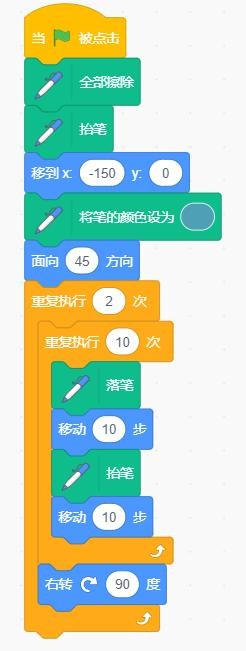 当 被点击
全部擦除
抬笔
移到 x: -150 y: 0
将笔的颜色设为
面向 45 方向
重复执行 2 次
重复执行 10 次
落笔
移动 10 步
抬笔
移动 10 步
右转 90 度